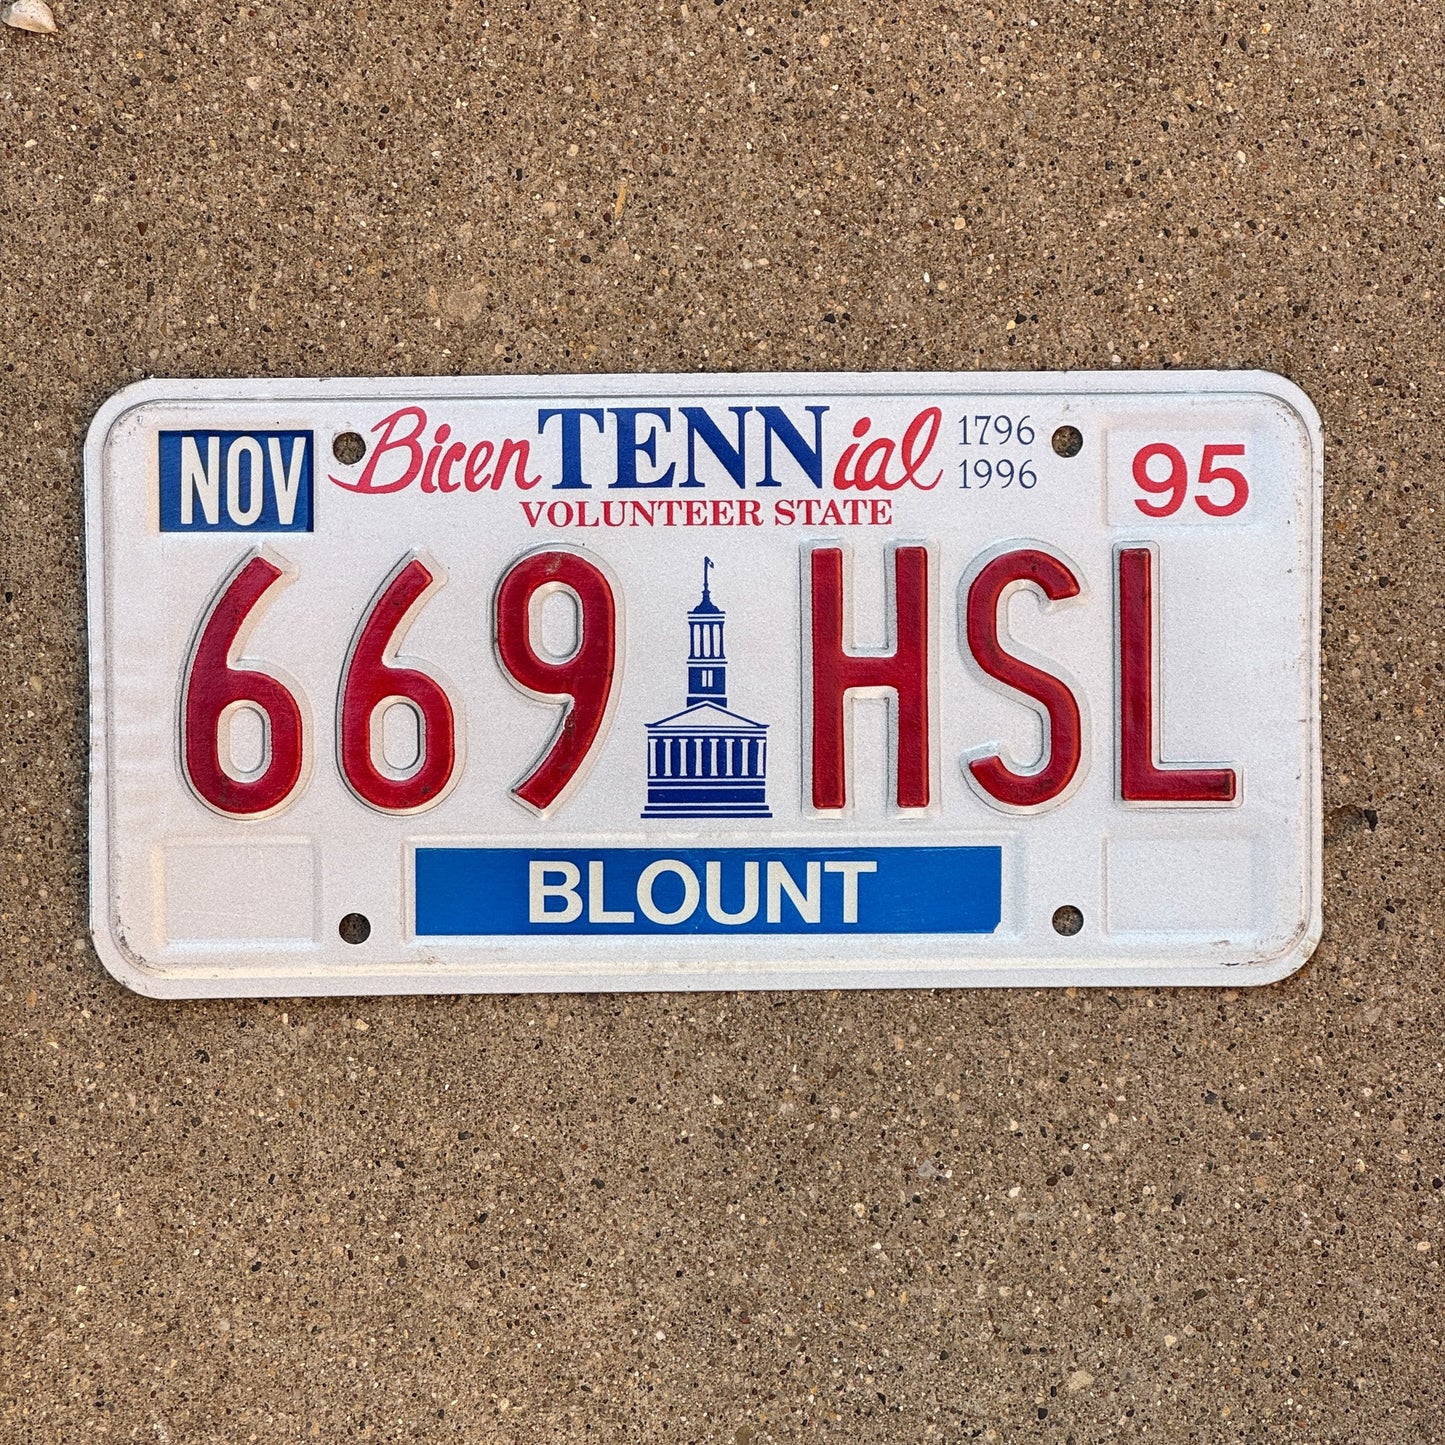 NOV
BicenTENNial
1796
1996
95
VOLUNTEER STATE
669 HSL
BLOUNT